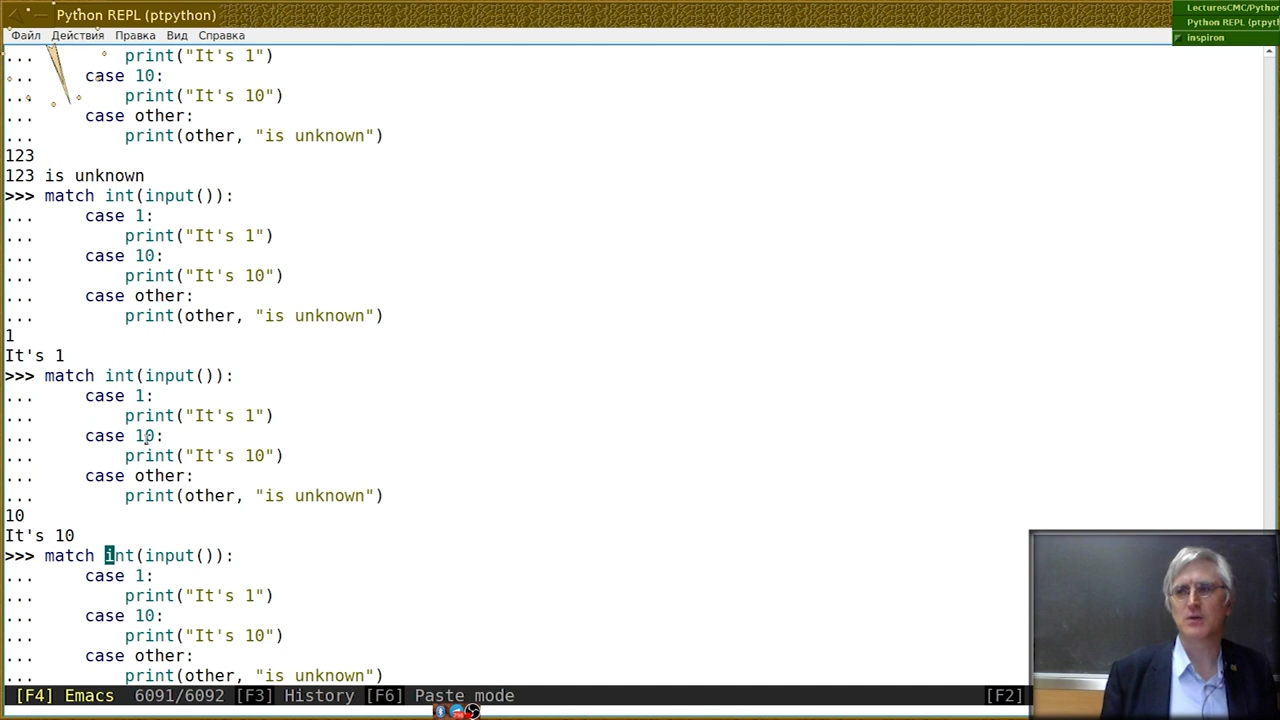 Python REPL (ptpython)
LecturesCMC/Python
Python REPL (ptpyth
inspiron
Файл Действия Правка Вид Справка
...             print("It's 1")
...         case 10:
...             print("It's 10")
...         case other:
...             print(other, "is unknown")
123
123 is unknown
>>> match int(input()):
...     case 1:
...         print("It's 1")
...     case 10:
...         print("It's 10")
...     case other:
...         print(other, "is unknown")
1
It's 1
>>> match int(input()):
...     case 1:
...         print("It's 1")
...     case 10:
...         print("It's 10")
...     case other:
...         print(other, "is unknown")
10
It's 10
>>> match int(input()):
...     case 1:
...         print("It's 1")
...     case 10:
...         print("It's 10")
...     case other:
...         print(other, "is unknown")
[F4] Emacs 6091/6092 [F3] History [F6] Paste mode [F2]